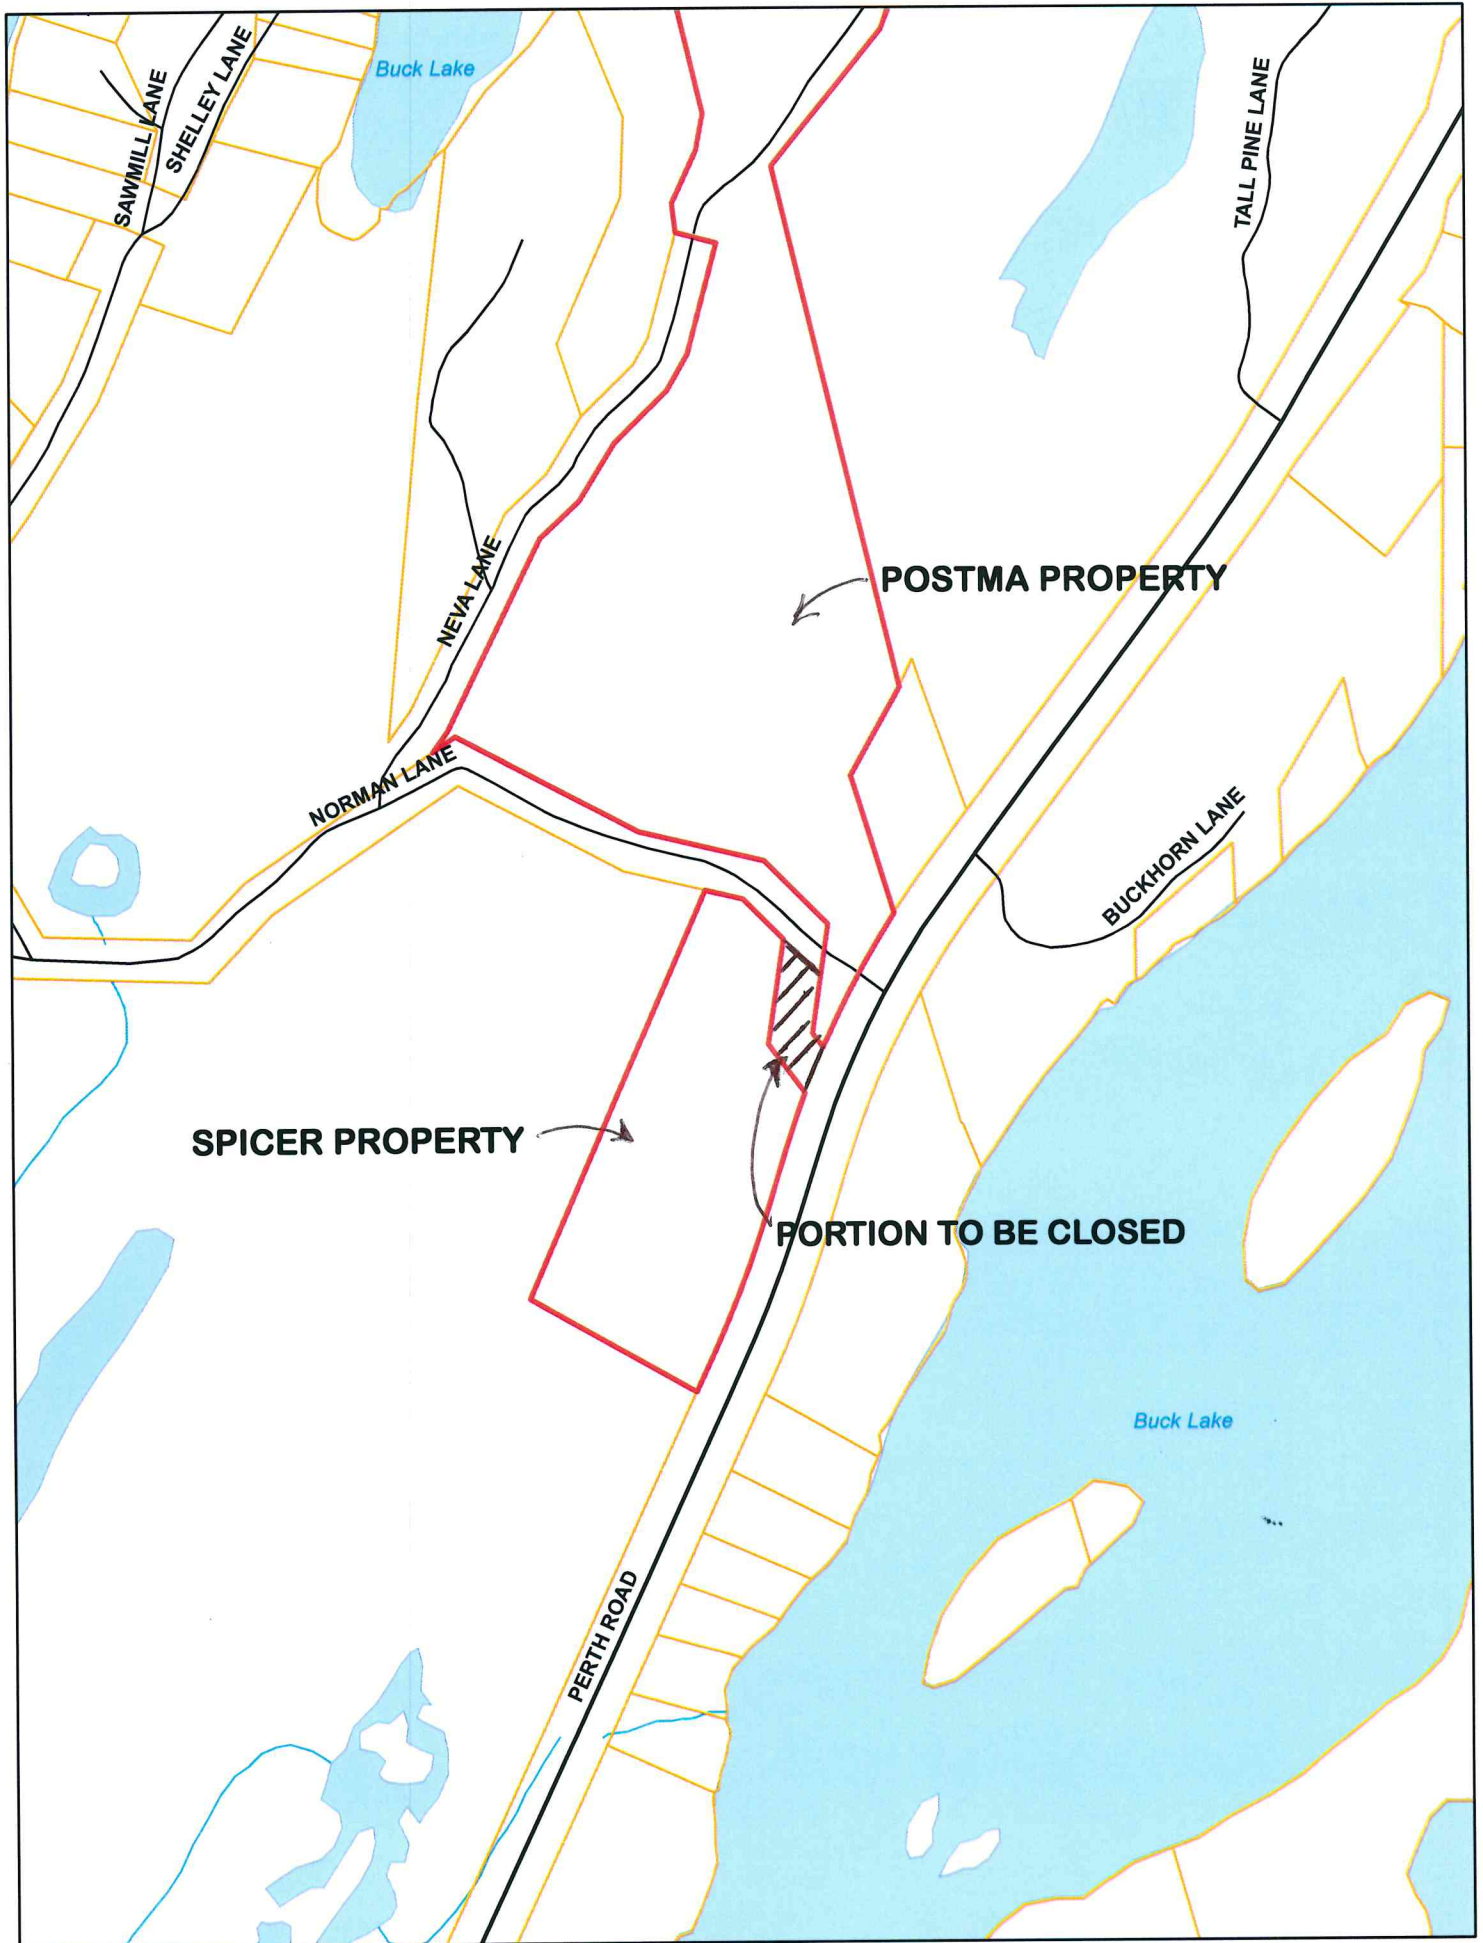 Buck Lake
SAWMILL LANE
SHELLEY LANE
TALL PINE LANE
POSTMA PROPERTY
NEVA LANE
NORMAN LANE
BUCKHORN LANE
SPICER PROPERTY
PORTION TO BE CLOSED
Buck Lake
PERTH ROAD